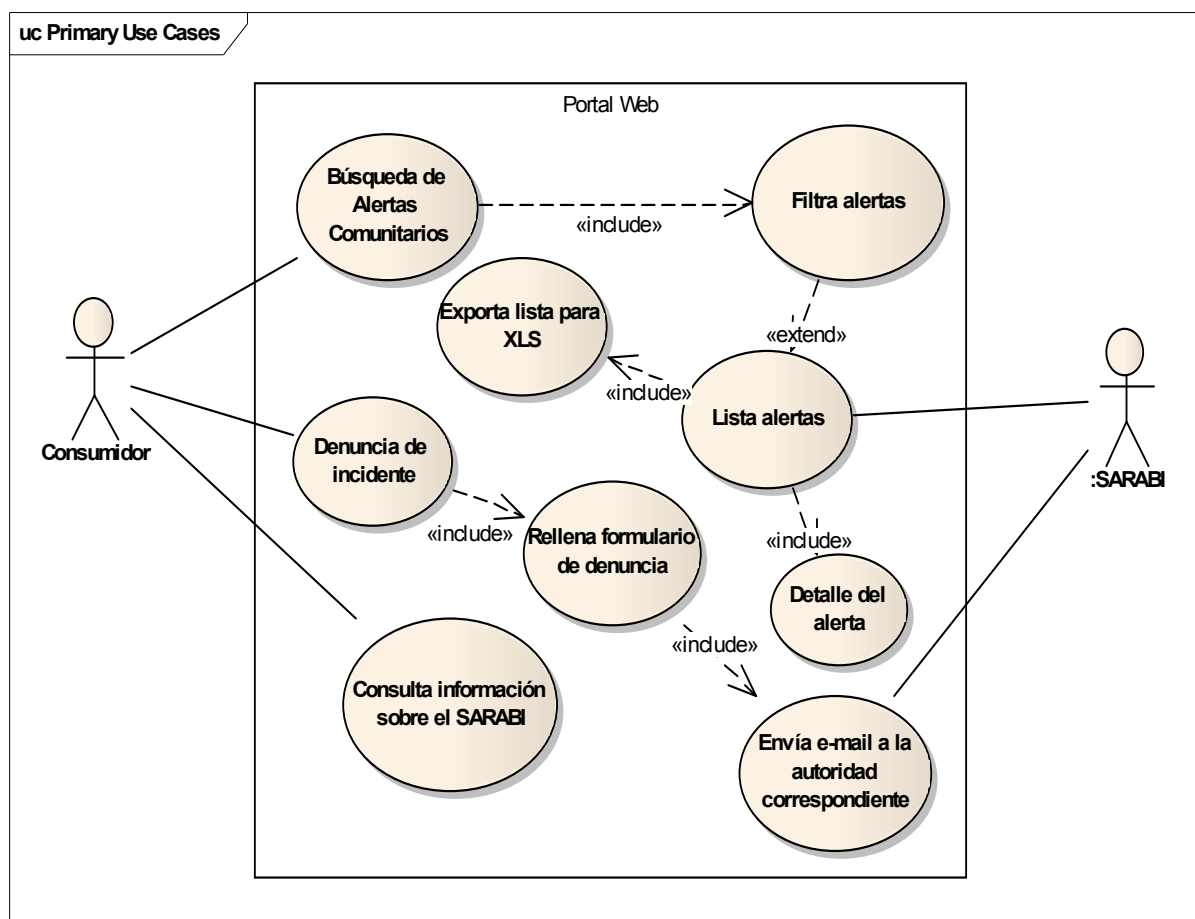 uc Primary Use Cases
Portal Web
Búsqueda de
Alertas
Comunitarios
Filtra alertas
«include»
Exporta lista para
XLS
«extend»
«include»
Lista alertas
Consumidor
Denuncia de
incidente
:SARABI
«include»
Rellena formulario
de denuncia
«include»
Detalle del
alerta
«include»
Consulta información
sobre el SARABI
Envía e-mail a la
autoridad
correspondiente